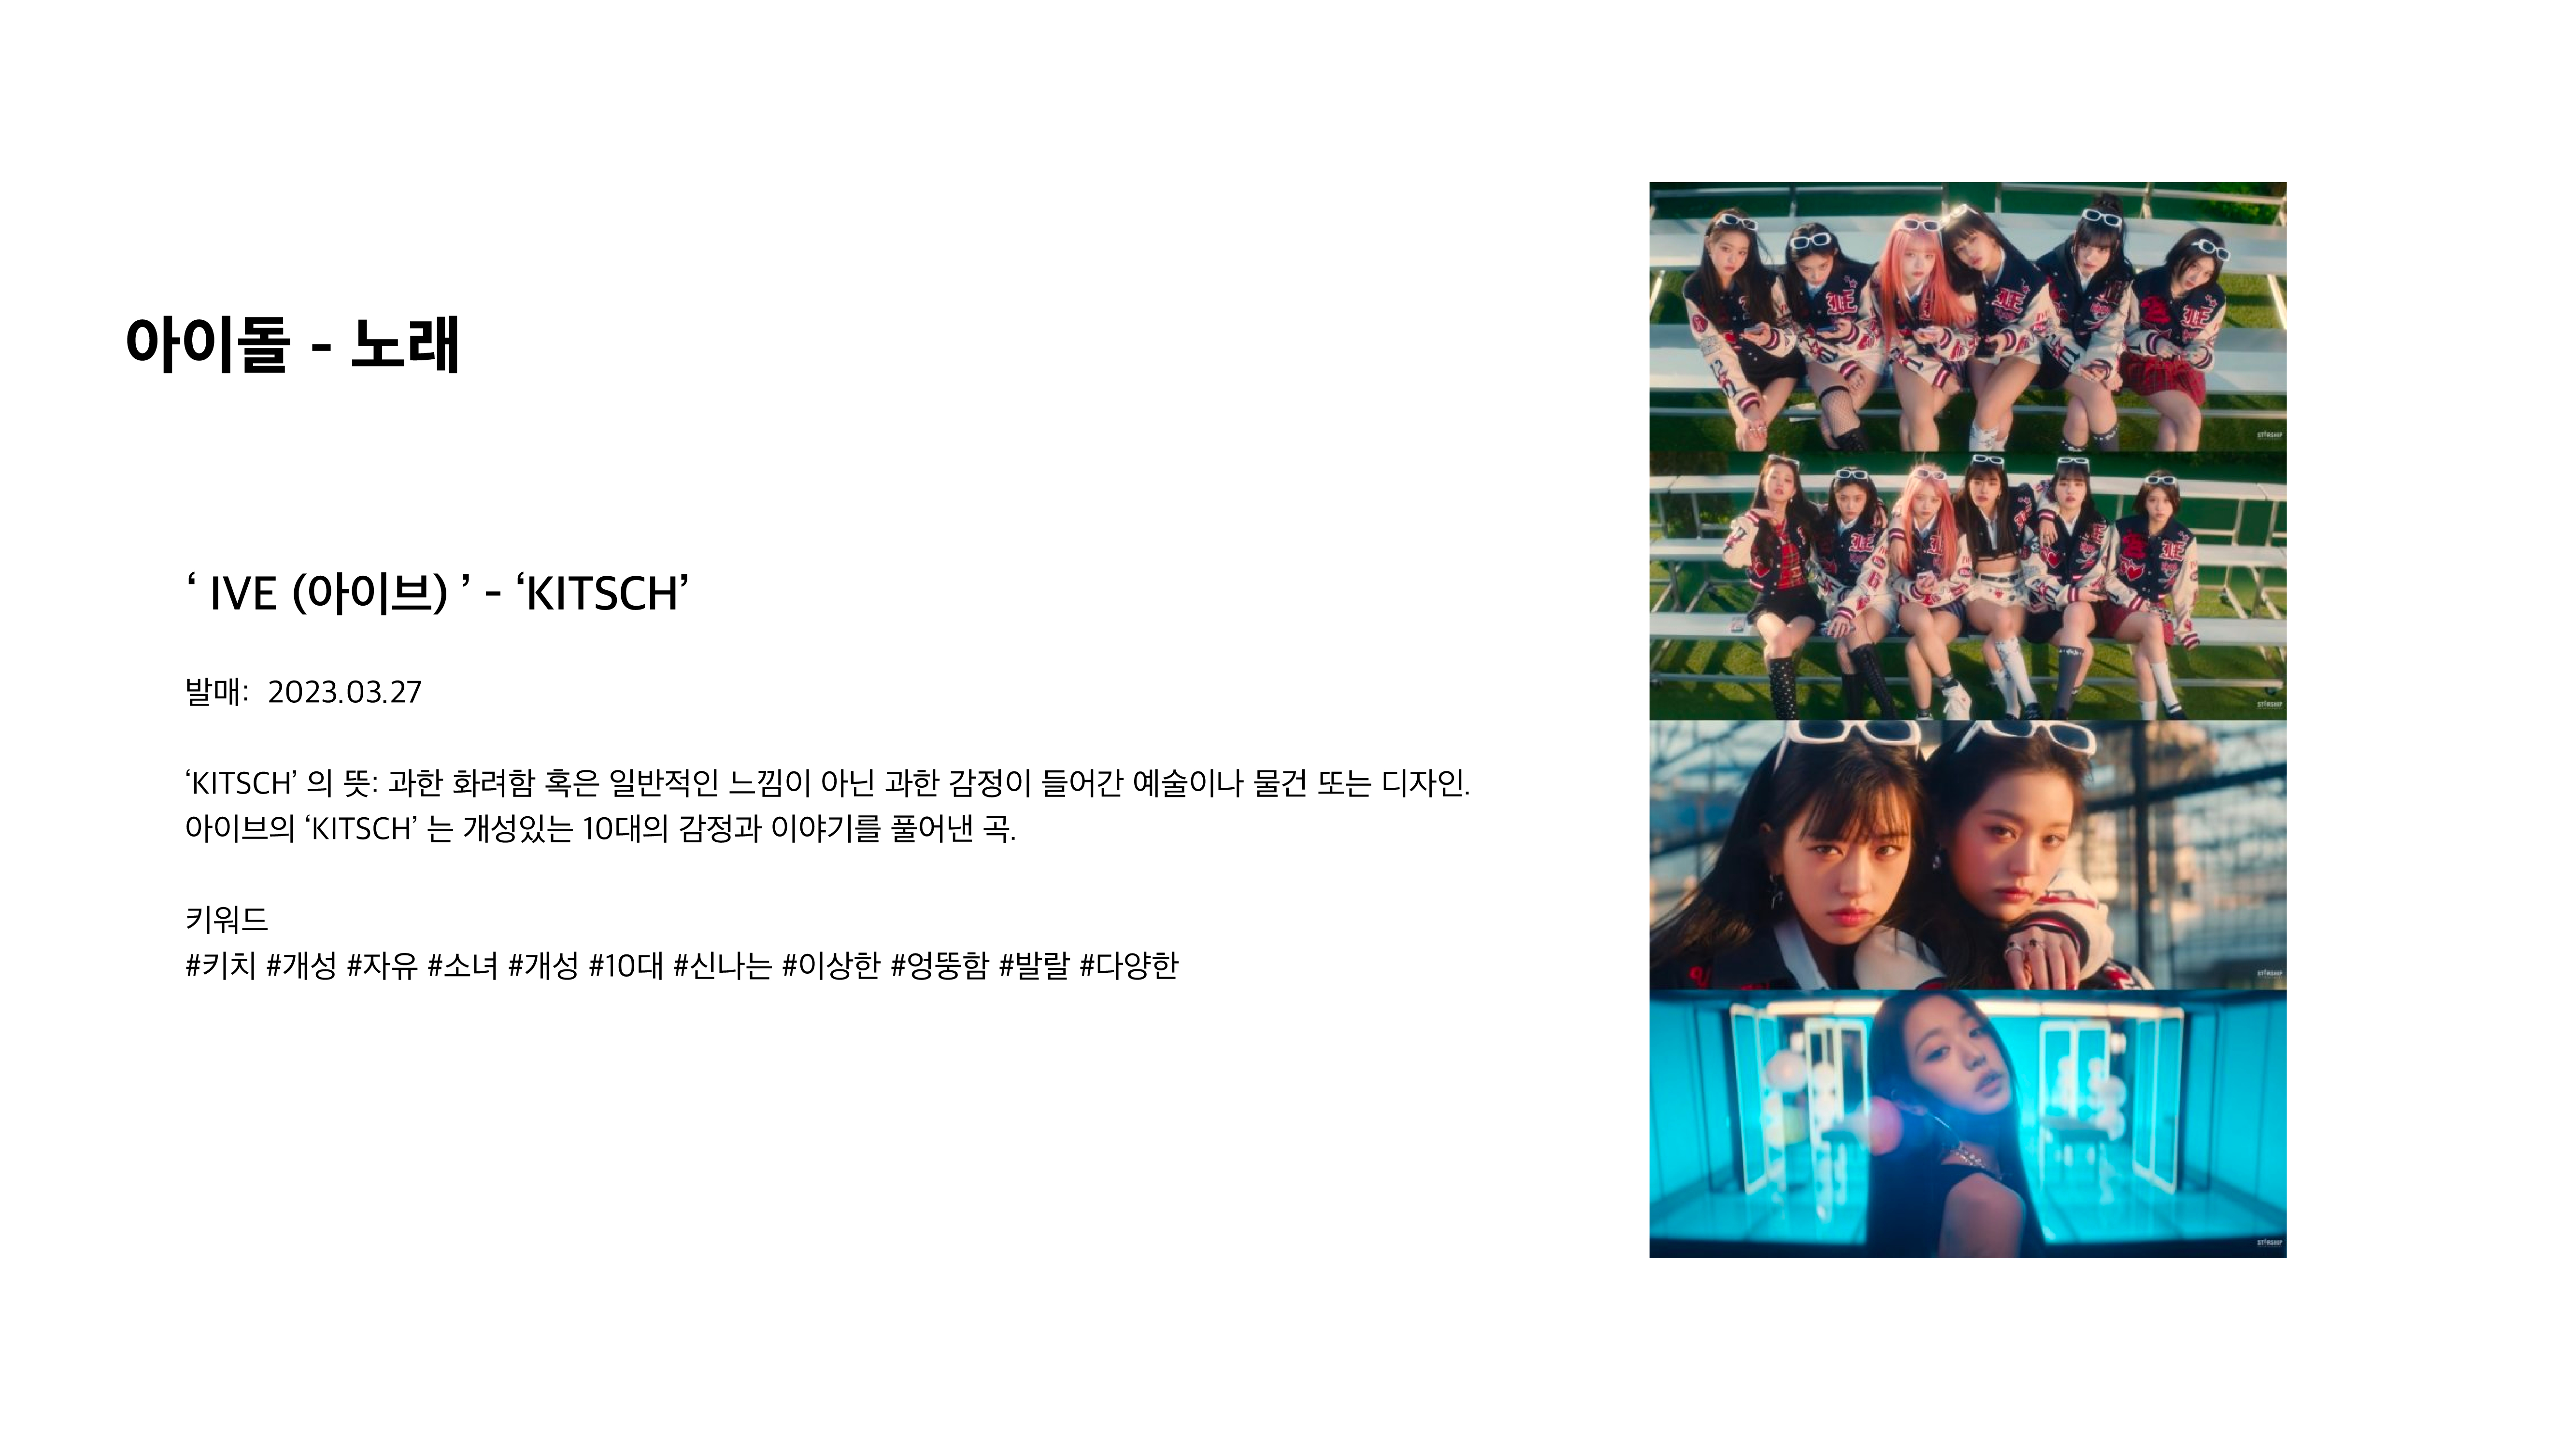 아이돌 - 노래
‘ IVE (아이브) ’ - ‘KITSCH’
발매: 2023.03.27
‘KITSCH’ 의 뜻: 과한 화려함 혹은 일반적인 느낌이 아닌 과한 감정이 들어간 예술이나 물건 또는 디자인.
아이브의 ‘KITSCH’ 는 개성있는 10대의 감정과 이야기를 풀어낸 곡.
키워드
#키치 #개성 #자유 #소녀 #개성 #10대 #신나는 #이상한 #엉뚱함 #발랄 #다양한
STARSHIP
STARSHIP
STARSHIP
STARSHIP